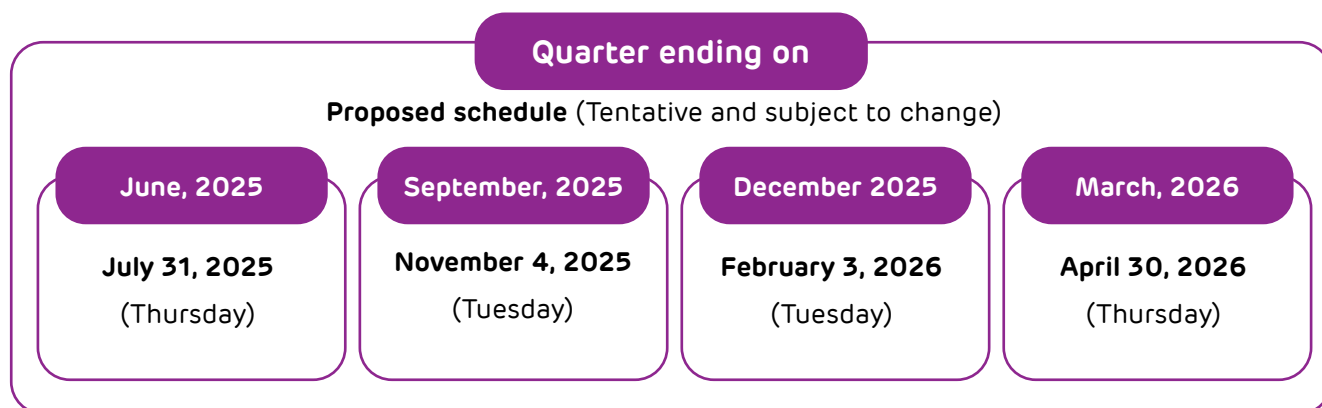 Quarter ending on
Proposed schedule (Tentative and subject to change)
June, 2025
July 31, 2025
(Thursday)
September, 2025
November 4, 2025
(Tuesday)
December 2025
February 3, 2026
(Tuesday)
March, 2026
April 30, 2026
(Thursday)